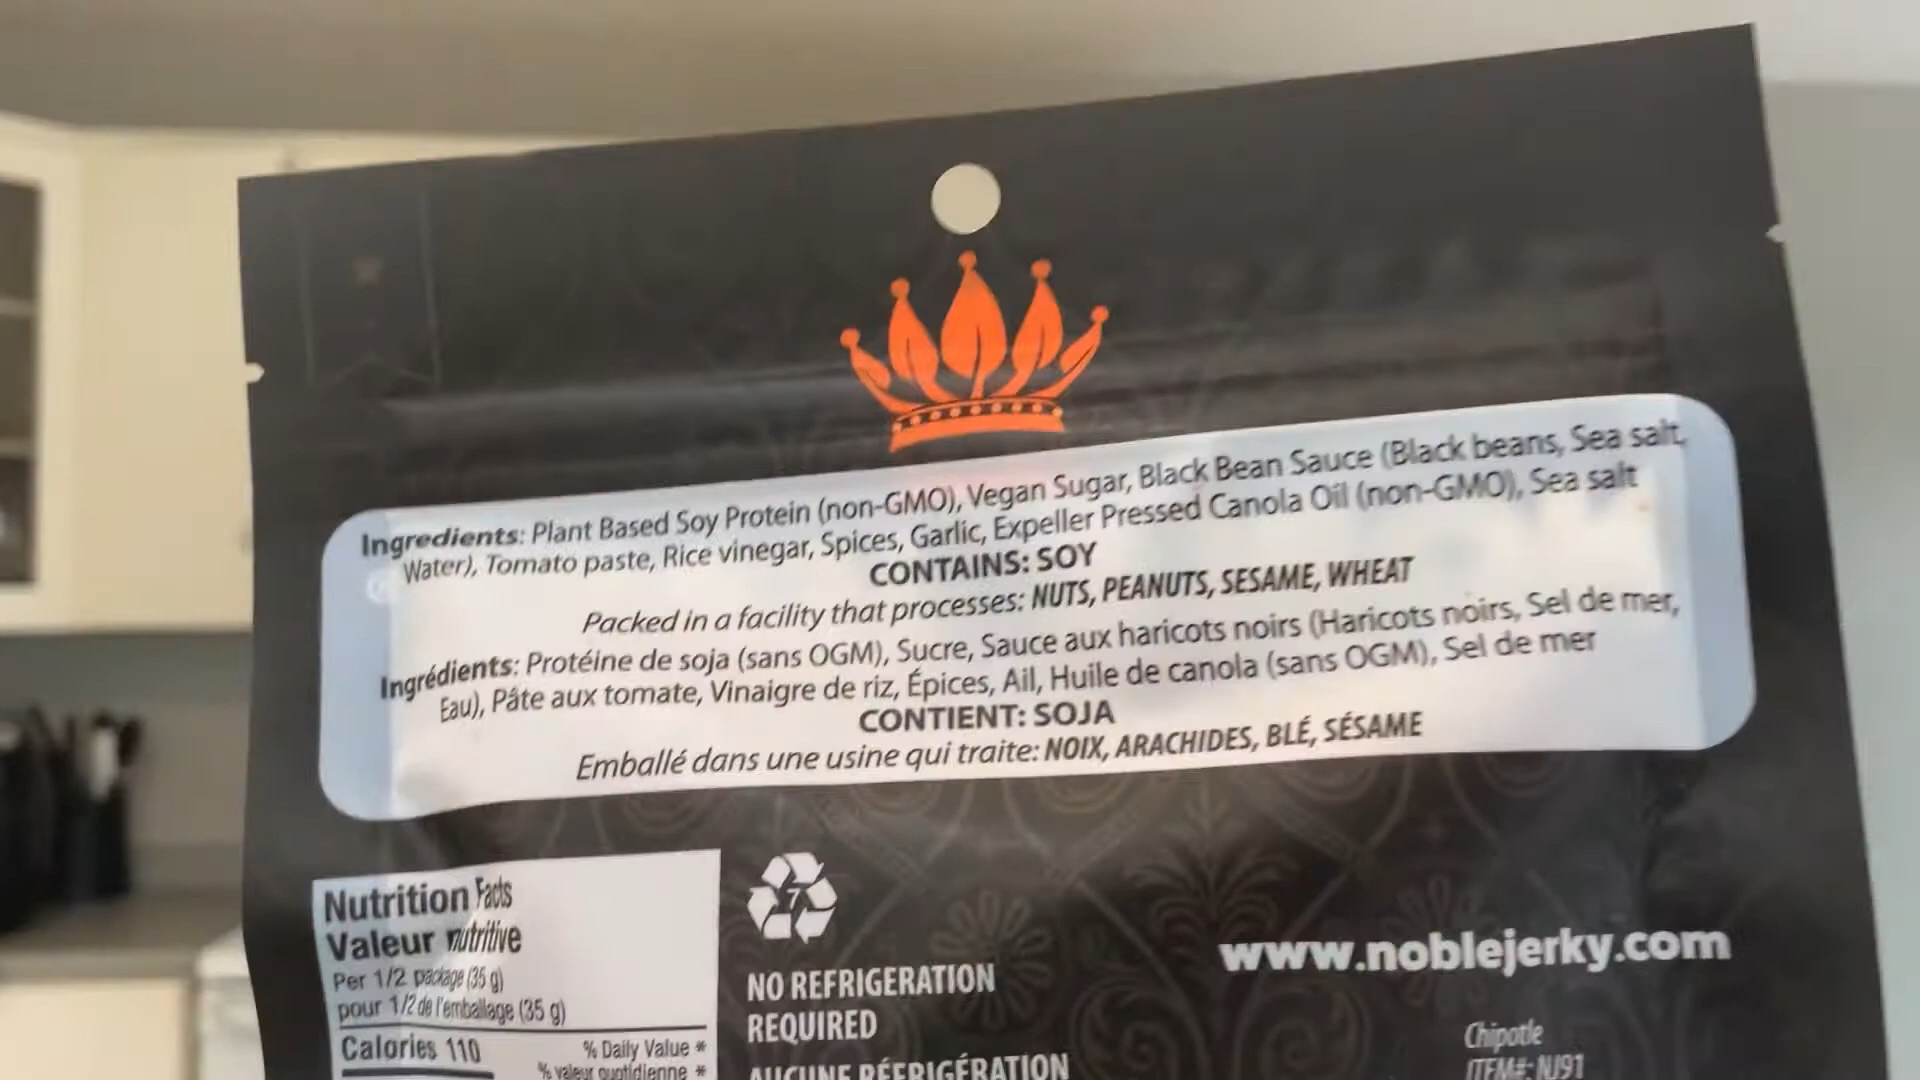 Ingredients: Plant Based Soy Protein (non-GMO), Vegan Sugar, Black Bean Sauce (Black beans, Sea salt,
Water), Tomato paste, Rice vinegar, Spices, Garlic, Expeller Pressed Canola Oil (non-GMO), Sea salt
CONTAINS: SOY
Packed in a facility that processes: NUTS, PEANUTS, SESAME, WHEAT
Ingrédients: Protéine de soja (sans OGM), Sucre, Sauce aux haricots noirs (Haricots noirs, Sel de mer,
Eau), Pâte aux tomate, Vinaigre de riz, Épices, Ail, Huile de canola (sans OGM), Sel de mer
CONTIENT: SOJA
Emballé dans une usine qui traite: NOIX, ARACHIDES, BLÉ, SÉSAME
Nutrition Facts
Valeur nutritive
Per 1/2 package (35 g)
pour 1/2 de l'emballage (35 g)
Calories 110
% Daily Value *
% valeur quotidienne *
7
NO REFRIGERATION
REQUIRED
AUCUNE RÉFRIGÉRATION
www.noblejerky.com
Chipotle
ITEM#: NJ91